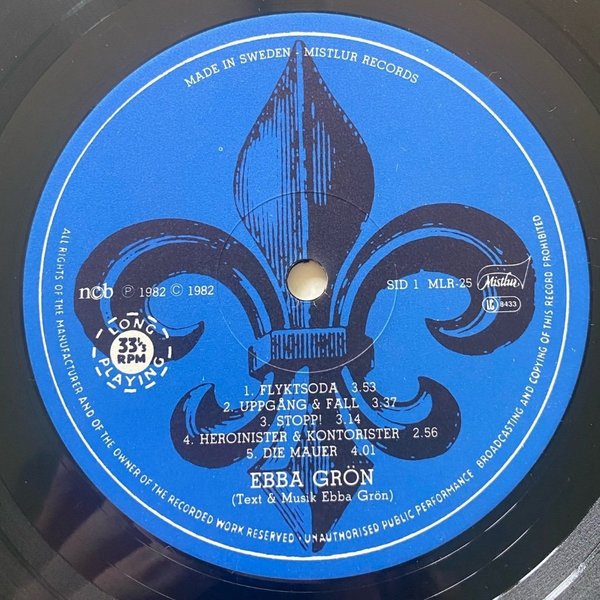 MADE IN SWEDEN - MISTLUR RECORDS
ncb Ⓟ 1982 © 1982
SID 1 MLR-25
Mistlur
LC 8433
LONG
33⅓
RPM
PLAYING
1. FLYKTSODA 3.53
2. UPPGÅNG & FALL 3.37
3. STOPP! 3.14
4. HEROINISTER & KONTORISTER 2.56
5. DIE MAUER 4.01
EBBA GRÖN
(Text & Musik Ebba Grön)
ALL RIGHTS OF THE MANUFACTURER AND OF THE OWNER OF THE RECORDED WORK RESERVED · UNAUTHORISED PUBLIC PERFORMANCE BROADCASTING AND COPYING OF THIS RECORD PROHIBITED